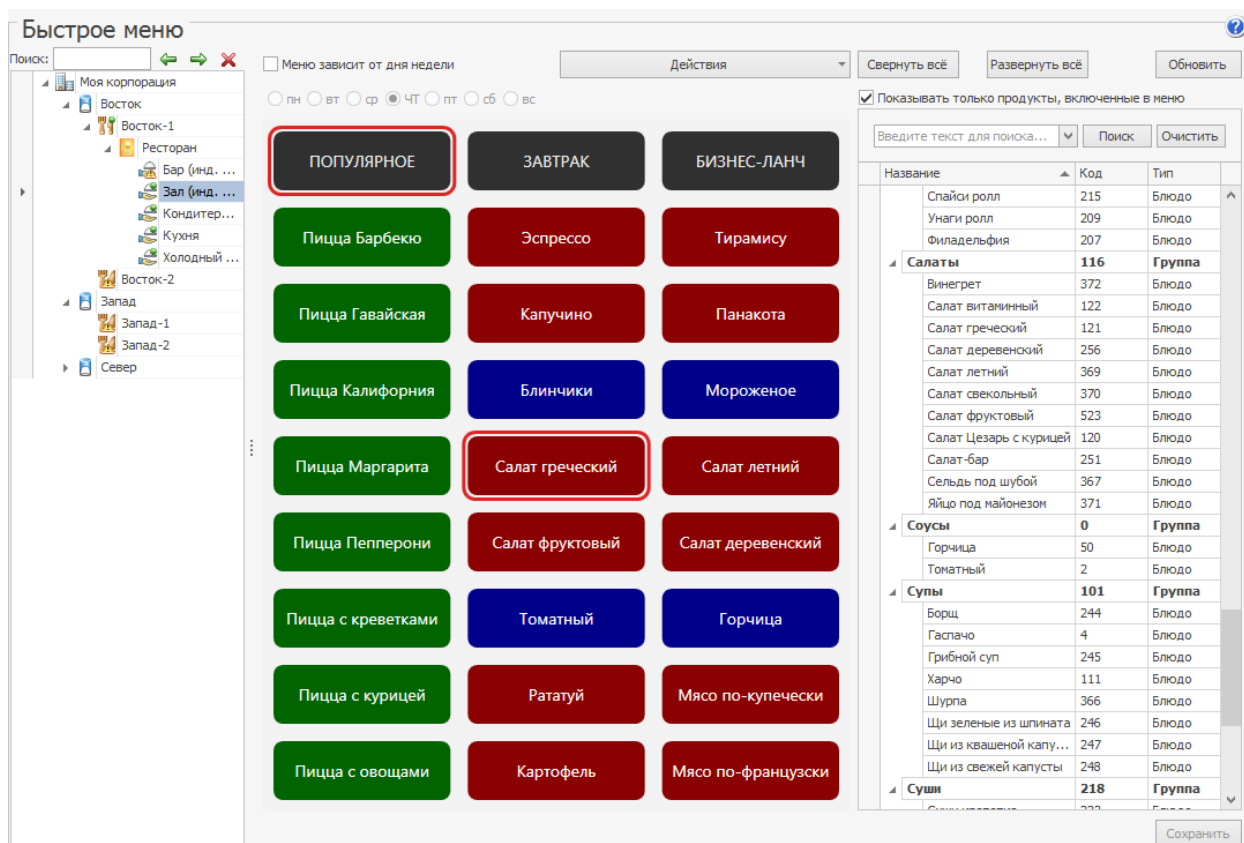 Быстрое меню
Поиск:
Моя корпорация
Восток
Восток-1
Ресторан
Бар (инд. ...
Зал (инд. ...
Кондитер...
Кухня
Холодный ...
Восток-2
Запад
Запад-1
Запад-2
Север
Меню зависит от дня недели
Действия
пн вт ср ЧТ пт сб вс
ПОПУЛЯРНОЕ ЗАВТРАК БИЗНЕС-ЛАНЧ
Пицца Барбекю Эспрессо Тирамису
Пицца Гавайская Капучино Панакота
Пицца Калифорния Блинчики Мороженое
Пицца Маргарита Салат греческий Салат летний
Пицца Пепперони Салат фруктовый Салат деревенский
Пицца с креветками Томатный Горчица
Пицца с курицей Рататуй Мясо по-купечески
Пицца с овощами Картофель Мясо по-французски
Свернуть всё Развернуть всё Обновить
Показывать только продукты, включенные в меню
Введите текст для поиска... Поиск Очистить
Название Код Тип
Спайси ролл 215 Блюдо
Унаги ролл 209 Блюдо
Филадельфия 207 Блюдо
Салаты 116 Группа
Винегрет 372 Блюдо
Салат витаминный 122 Блюдо
Салат греческий 121 Блюдо
Салат деревенский 256 Блюдо
Салат летний 369 Блюдо
Салат свекольный 370 Блюдо
Салат фруктовый 523 Блюдо
Салат Цезарь с курицей 120 Блюдо
Салат-бар 251 Блюдо
Сельдь под шубой 367 Блюдо
Яйцо под майонезом 371 Блюдо
Соусы 0 Группа
Горчица 50 Блюдо
Томатный 2 Блюдо
Супы 101 Группа
Борщ 244 Блюдо
Гаспачо 4 Блюдо
Грибной суп 245 Блюдо
Харчо 111 Блюдо
Шурпа 366 Блюдо
Щи зеленые из шпината 246 Блюдо
Щи из квашеной капу... 247 Блюдо
Щи из свежей капусты 248 Блюдо
Суши 218 Группа
Сохранить